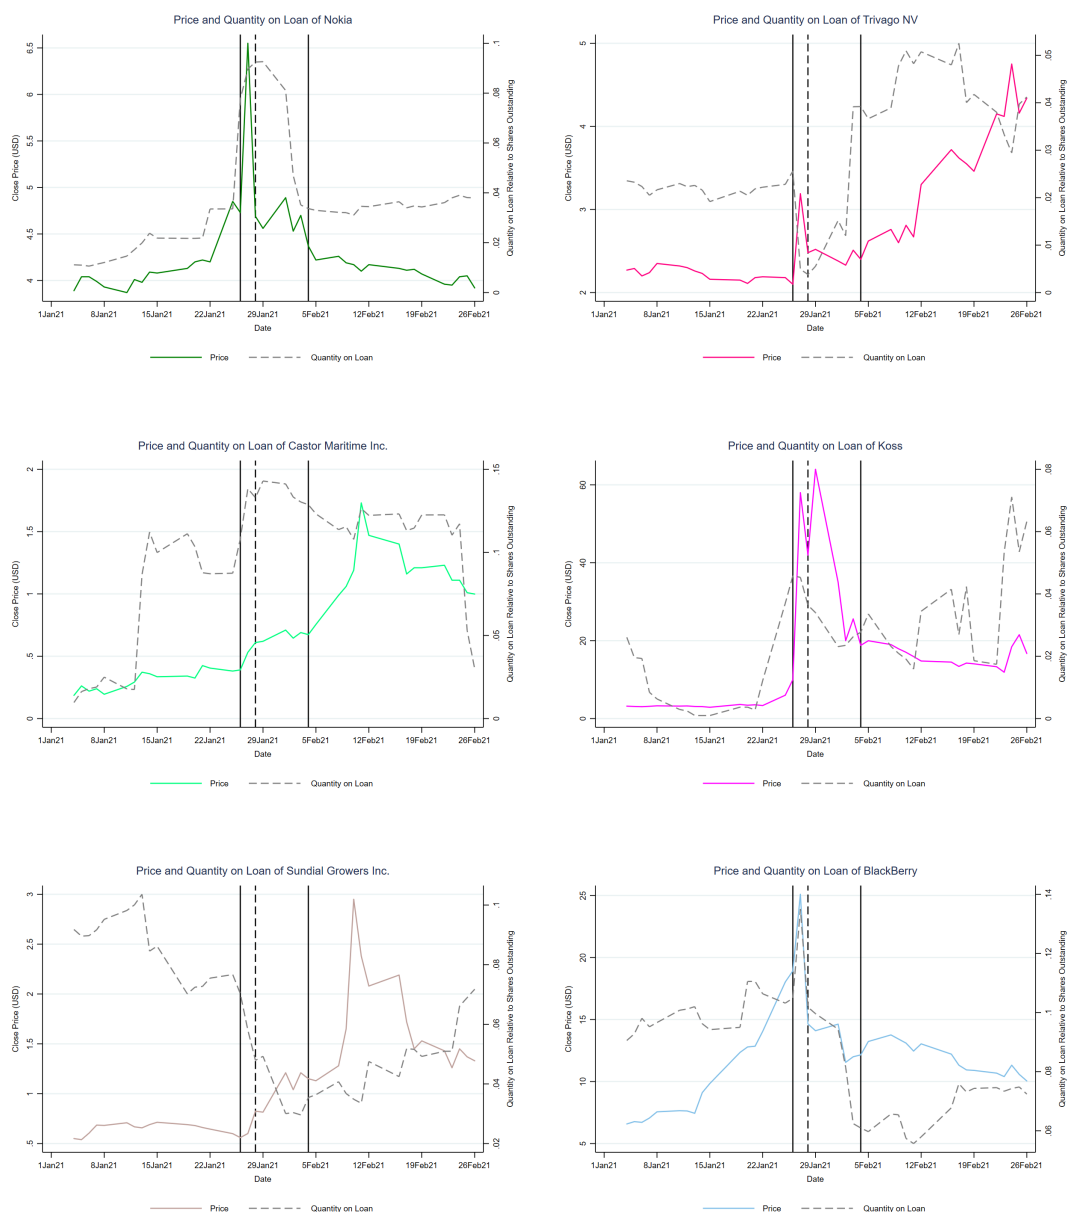 Price and Quantity on Loan of Nokia
Close Price (USD)
6.5
6
5.5
5
4.5
4
Quantity on Loan Relative to Shares Outstanding
.1
.08
.06
.04
.02
0
1Jan21 8Jan21 15Jan21 22Jan21 29Jan21 5Feb21 12Feb21 19Feb21 26Feb21
Date
Price Quantity on Loan
Price and Quantity on Loan of Trivago NV
Close Price (USD)
5
4
3
2
Quantity on Loan Relative to Shares Outstanding
.05
.04
.03
.02
.01
0
1Jan21 8Jan21 15Jan21 22Jan21 29Jan21 5Feb21 12Feb21 19Feb21 26Feb21
Date
Price Quantity on Loan
Price and Quantity on Loan of Castor Maritime Inc.
Close Price (USD)
2
1.5
1
.5
0
Quantity on Loan Relative to Shares Outstanding
.15
.1
.05
0
1Jan21 8Jan21 15Jan21 22Jan21 29Jan21 5Feb21 12Feb21 19Feb21 26Feb21
Date
Price Quantity on Loan
Price and Quantity on Loan of Koss
Close Price (USD)
60
40
20
0
Quantity on Loan Relative to Shares Outstanding
.08
.06
.04
.02
0
1Jan21 8Jan21 15Jan21 22Jan21 29Jan21 5Feb21 12Feb21 19Feb21 26Feb21
Date
Price Quantity on Loan
Price and Quantity on Loan of Sundial Growers Inc.
Close Price (USD)
3
2.5
2
1.5
1
.5
Quantity on Loan Relative to Shares Outstanding
.1
.08
.06
.04
.02
1Jan21 8Jan21 15Jan21 22Jan21 29Jan21 5Feb21 12Feb21 19Feb21 26Feb21
Date
Price Quantity on Loan
Price and Quantity on Loan of BlackBerry
Close Price (USD)
25
20
15
10
5
Quantity on Loan Relative to Shares Outstanding
.14
.12
.1
.08
.06
1Jan21 8Jan21 15Jan21 22Jan21 29Jan21 5Feb21 12Feb21 19Feb21 26Feb21
Date
Price Quantity on Loan